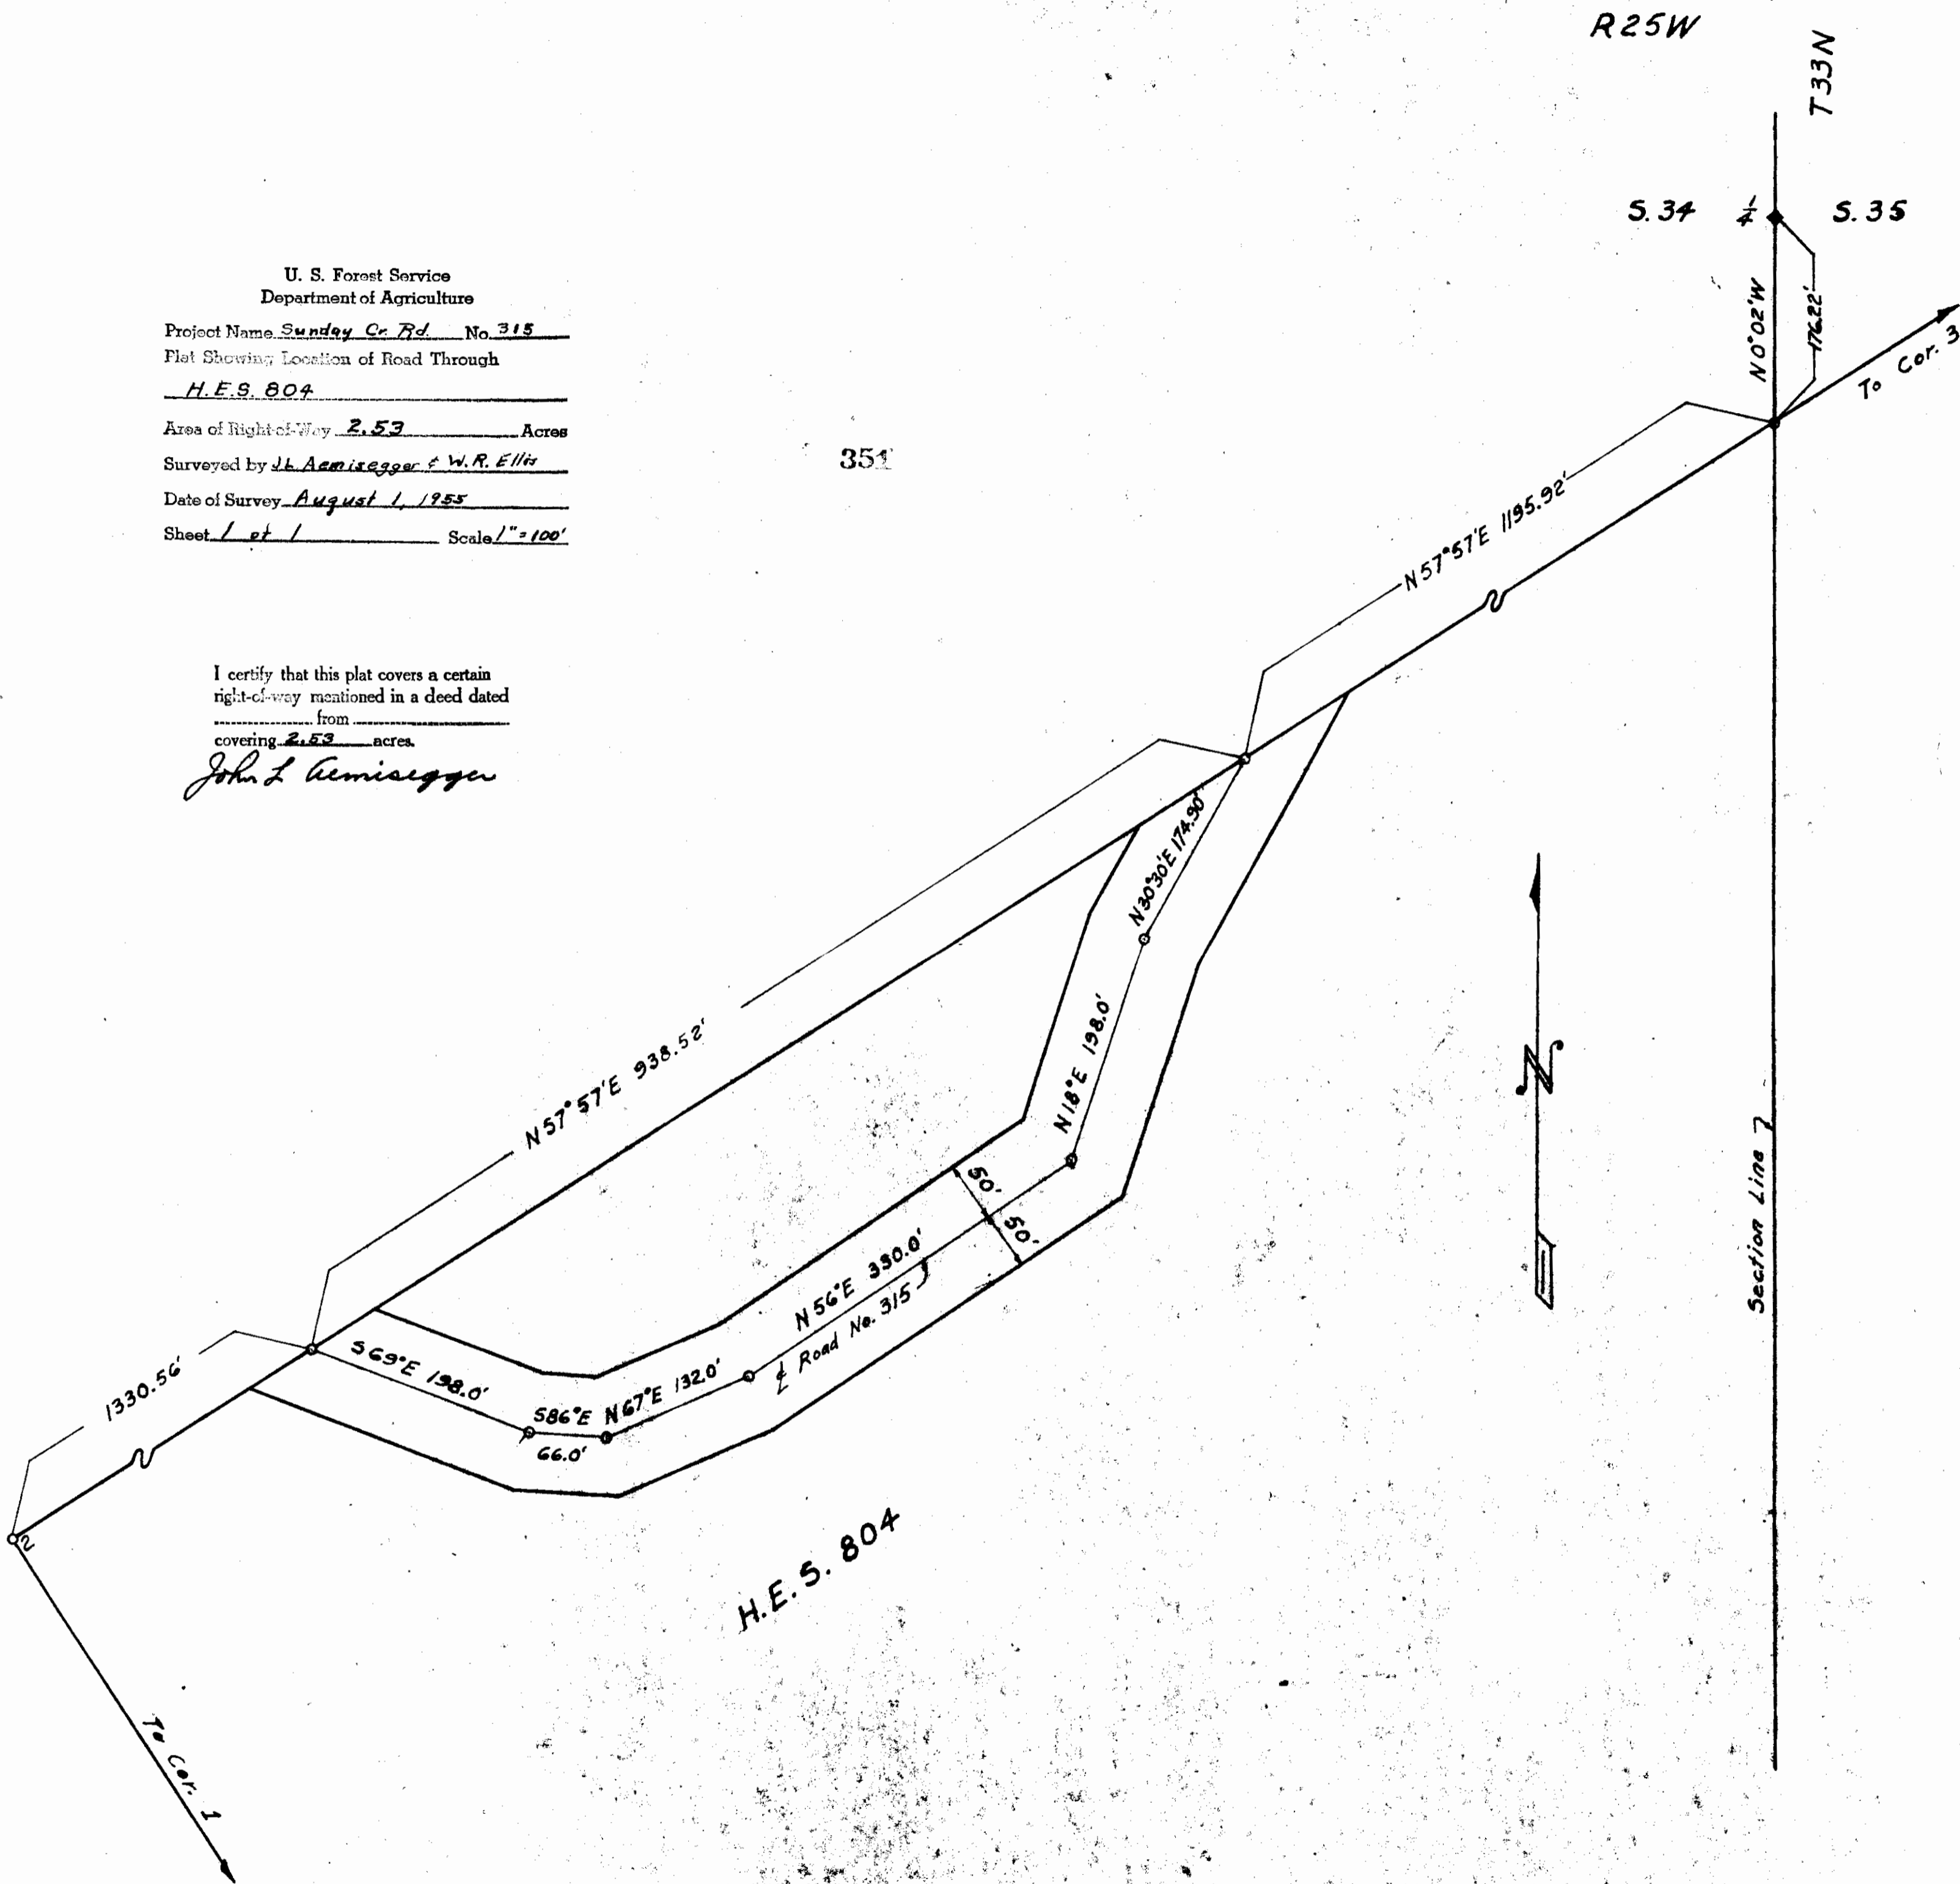 R25W
T33N
S.34 1/4 S.35
N0°02'W
176.22'
To Cor. 3
U. S. Forest Service
Department of Agriculture
Project Name Sunday Cr. Rd. No. 315
Plat Showing Location of Road Through
H.E.S. 804
Area of Right-of-Way 2.53 Acres
Surveyed by J L Aemisegger & W.R. Ellis
Date of Survey August 1, 1955
Sheet 1 of 1 Scale 1"=100'
351
I certify that this plat covers a certain
right-of-way mentioned in a deed dated
from
covering 2.53 acres.
John L Aemisegger
N57°57'E 1195.92'
N30°30'E 174.90'
N57°57'E 938.52'
N18°E 198.0'
50'
50'
N56°E 330.0'
℄ Road No. 315
Section Line
N
1330.56'
S69°E 198.0'
S86°E N67°E 132.0'
66.0'
2
H.E.S. 804
To Cor. 1